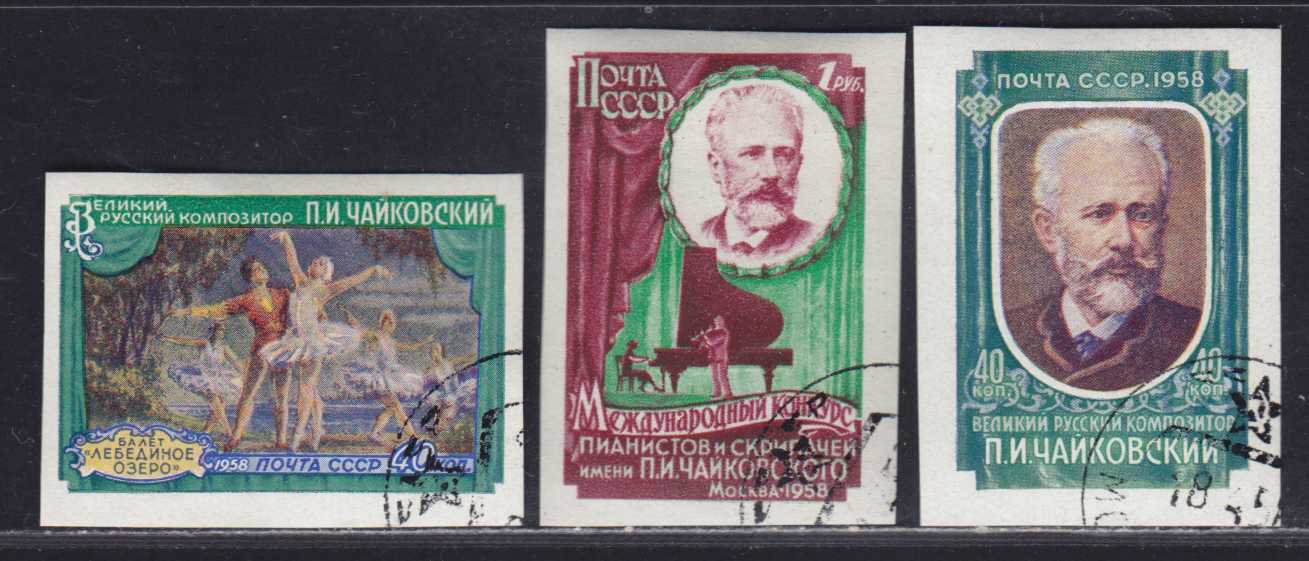 Великий
русский композитор П.И.Чайковский
Балет
«Лебединое
озеро»
1958 Почта СССР 40 коп.
Почта
СССР
1 руб.
Международный конкурс
пианистов и скрипачей
имени П.И.Чайковского
Москва·1958
ПОЧТА СССР.1958
40 коп.
40 коп.
ВЕЛИКИЙ РУССКИЙ КОМПОЗИТОР
П.И.ЧАЙКОВСКИЙ
18